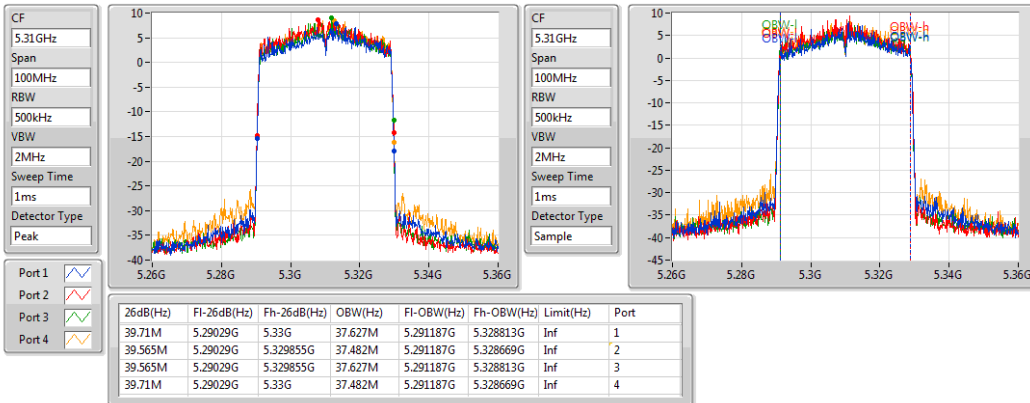 CF
5.31GHz
Span
100MHz
RBW
500kHz
VBW
2MHz
Sweep Time
1ms
Detector Type
Peak
Port 1
Port 2
Port 3
Port 4
10
5
0
-5
-10
-15
-20
-25
-30
-35
-40
5.26G
5.28G
5.3G
5.32G
5.34G
5.36G
CF
5.31GHz
Span
100MHz
RBW
500kHz
VBW
2MHz
Sweep Time
1ms
Detector Type
Sample
10
5
0
-5
-10
-15
-20
-25
-30
-35
-40
-45
5.26G
5.28G
5.3G
5.32G
5.34G
5.36G
OBW-l
OBW-h
OBW-h
26dB(Hz) Fl-26dB(Hz) Fh-26dB(Hz) OBW(Hz) Fl-OBW(Hz) Fh-OBW(Hz) Limit(Hz) Port
39.71M 5.29029G 5.33G 37.627M 5.291187G 5.328813G Inf 1
39.565M 5.29029G 5.329855G 37.482M 5.291187G 5.328669G Inf 2
39.565M 5.29029G 5.329855G 37.627M 5.291187G 5.328813G Inf 3
39.71M 5.29029G 5.33G 37.482M 5.291187G 5.328669G Inf 4